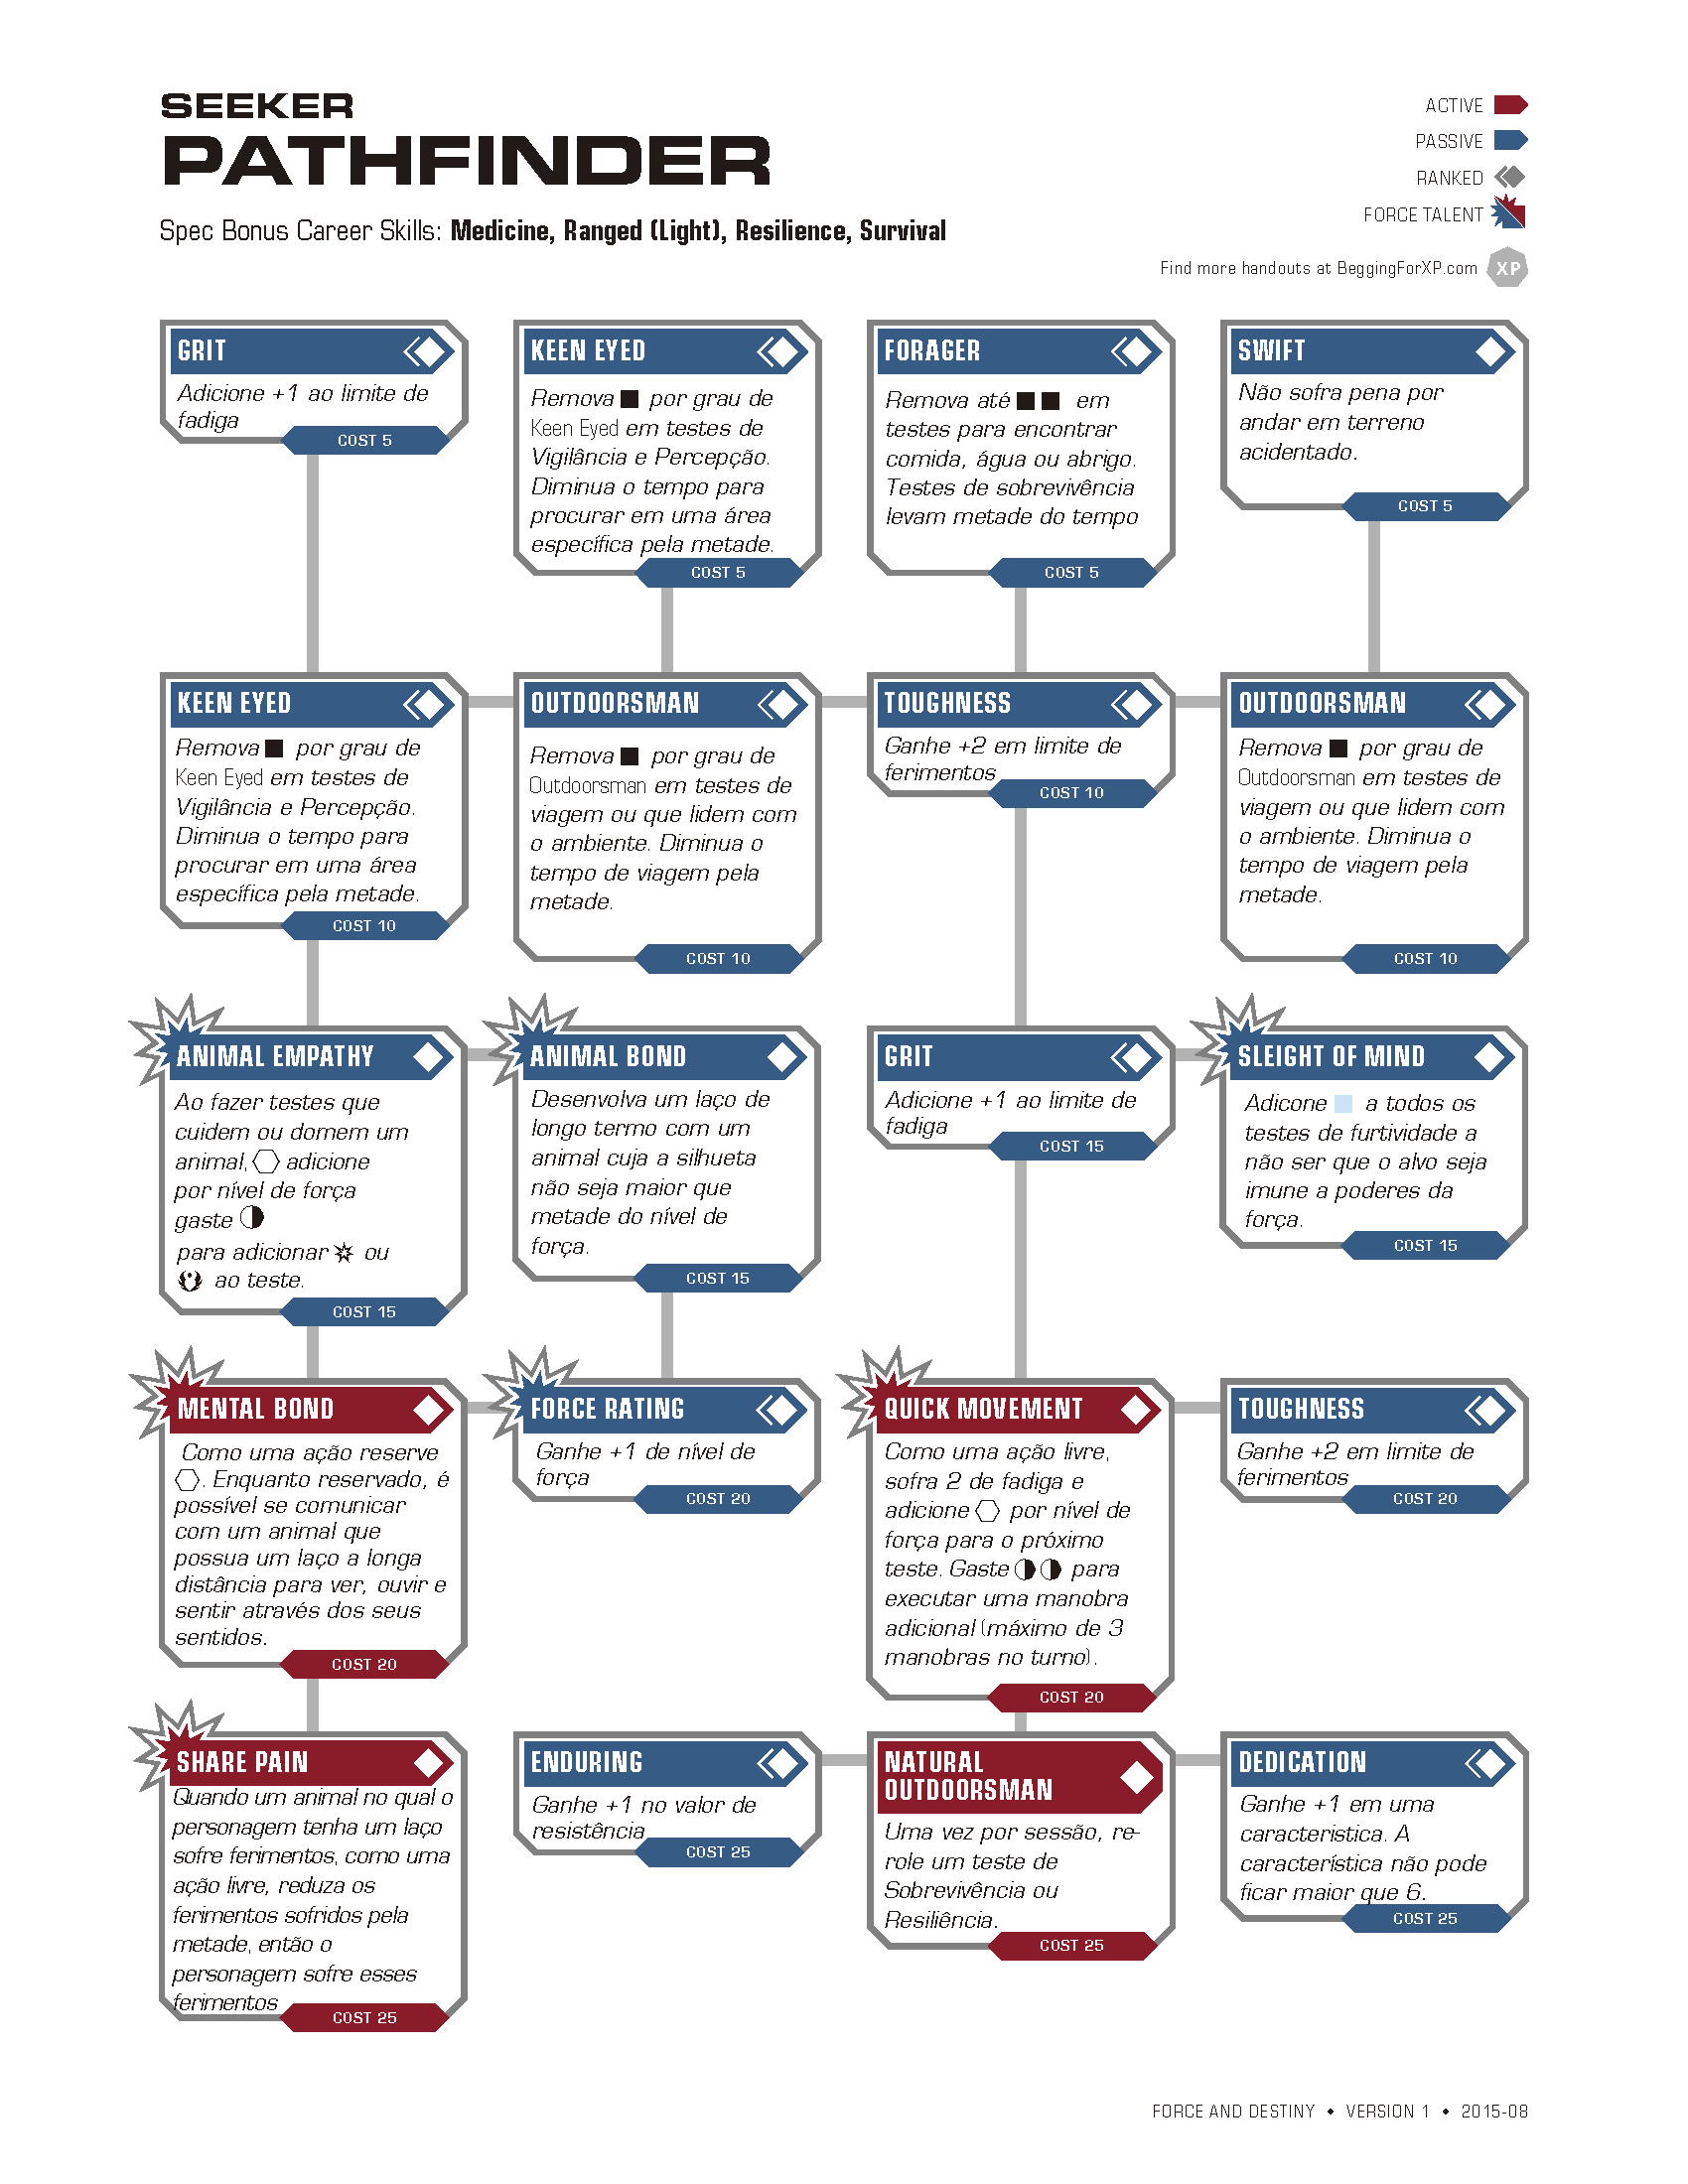 SEEKER
PATHFINDER
Spec Bonus Career Skills: Medicine, Ranged (Light), Resilience, Survival
ACTIVE
PASSIVE
RANKED
FORCE TALENT
Find more handouts at BeggingForXP.com XP
GRIT
Adicione +1 ao limite de
fadiga
COST 5
KEEN EYED
Remova ■ por grau de
Keen Eyed em testes de
Vigilância e Percepção.
Diminua o tempo para
procurar em uma área
específica pela metade.
COST 5
FORAGER
Remova até ■ ■ em
testes para encontrar
comida, água ou abrigo.
Testes de sobrevivência
levam metade do tempo
COST 5
SWIFT
Não sofra pena por
andar em terreno
acidentado.
COST 5
KEEN EYED
Remova ■ por grau de
Keen Eyed em testes de
Vigilância e Percepção.
Diminua o tempo para
procurar em uma área
específica pela metade.
COST 10
OUTDOORSMAN
Remova ■ por grau de
Outdoorsman em testes de
viagem ou que lidem com
o ambiente. Diminua o
tempo de viagem pela
metade.
COST 10
TOUGHNESS
Ganhe +2 em limite de
ferimentos
COST 10
OUTDOORSMAN
Remova ■ por grau de
Outdoorsman em testes de
viagem ou que lidem com
o ambiente. Diminua o
tempo de viagem pela
metade.
COST 10
ANIMAL EMPATHY
Ao fazer testes que
cuidem ou domem um
animal, adicione
por nível de força
gaste
para adicionar ou
ao teste.
COST 15
ANIMAL BOND
Desenvolva um laço de
longo termo com um
animal cuja a silhueta
não seja maior que
metade do nível de
força.
COST 15
GRIT
Adicione +1 ao limite de
fadiga
COST 15
SLEIGHT OF MIND
Adicone a todos os
testes de furtividade a
não ser que o alvo seja
imune a poderes da
força.
COST 15
MENTAL BOND
Como uma ação reserve
. Enquanto reservado, é
possível se comunicar
com um animal que
possua um laço a longa
distância para ver, ouvir e
sentir através dos seus
sentidos.
COST 20
FORCE RATING
Ganhe +1 de nível de
força
COST 20
QUICK MOVEMENT
Como uma ação livre,
sofra 2 de fadiga e
adicione por nível de
força para o próximo
teste. Gaste para
executar uma manobra
adicional (máximo de 3
manobras no turno).
COST 20
TOUGHNESS
Ganhe +2 em limite de
ferimentos
COST 20
SHARE PAIN
Quando um animal no qual o
personagem tenha um laço
sofre ferimentos, como uma
ação livre, reduza os
ferimentos sofridos pela
metade, então o
personagem sofre esses
ferimentos
COST 25
ENDURING
Ganhe +1 no valor de
resistência
COST 25
NATURAL
OUTDOORSMAN
Uma vez por sessão, re-
role um teste de
Sobrevivência ou
Resiliência.
COST 25
DEDICATION
Ganhe +1 em uma
caracteristica. A
característica não pode
ficar maior que 6.
COST 25
FORCE AND DESTINY • VERSION 1 • 2015-08